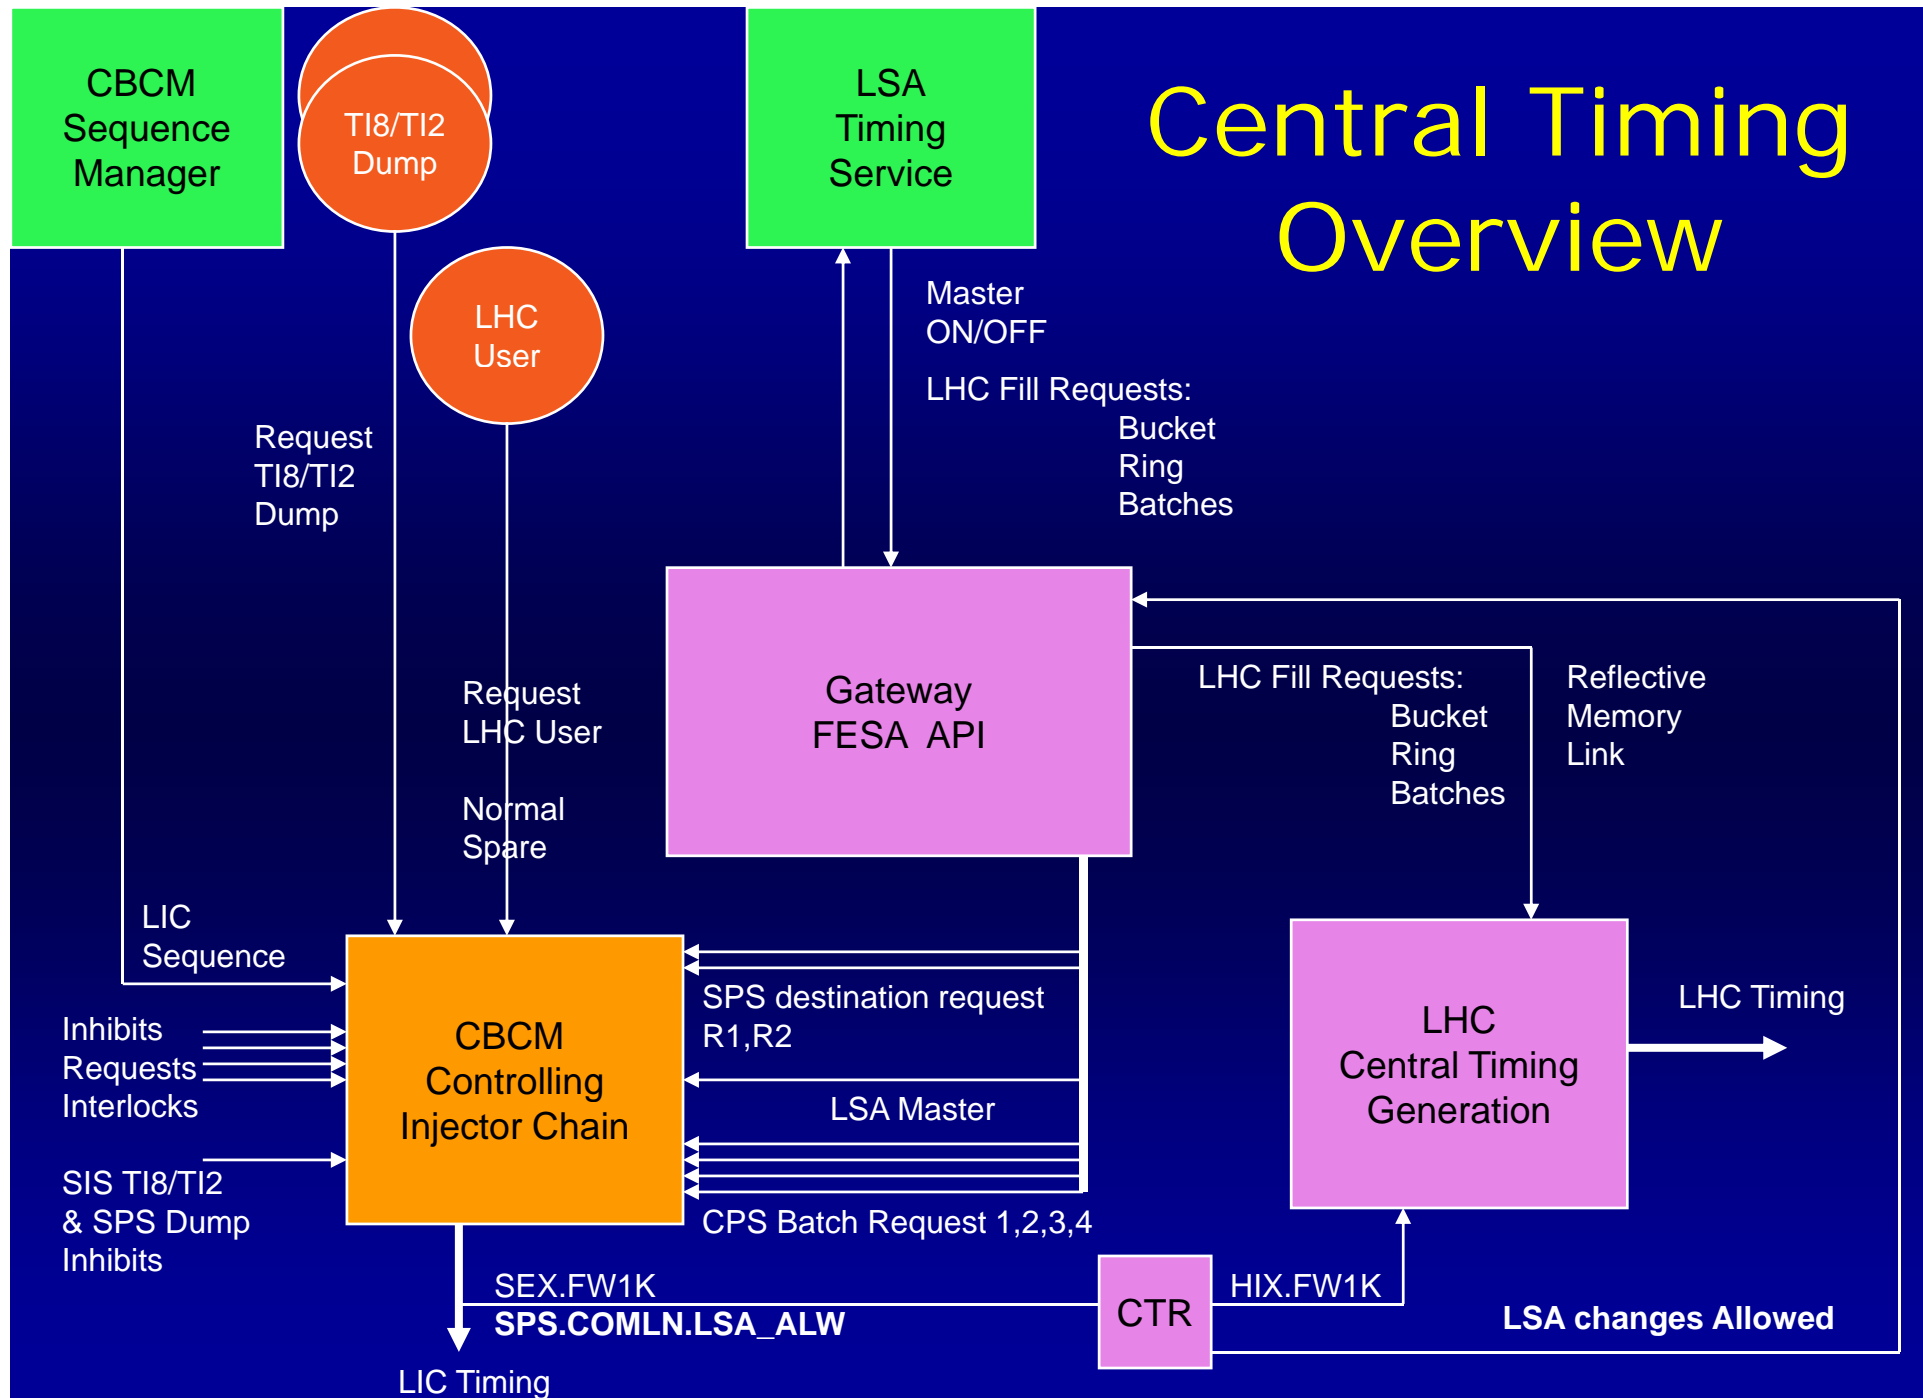 CBCM
Sequence
Manager
TI8/TI2
Dump
LSA
Timing
Service
Central Timing
Overview
LHC
User
Master
ON/OFF
LHC Fill Requests:
Bucket
Ring
Batches
Request
TI8/TI2
Dump
Request
LHC User
Normal
Spare
Gateway
FESA API
LHC Fill Requests:
Bucket
Ring
Batches
Reflective
Memory
Link
LIC
Sequence
Inhibits
Requests
Interlocks
SIS TI8/TI2
& SPS Dump
Inhibits
CBCM
Controlling
Injector Chain
SPS destination request
R1,R2
LSA Master
CPS Batch Request 1,2,3,4
LHC
Central Timing
Generation
LHC Timing
SEX.FW1K
SPS.COMLN.LSA_ALW
CTR
HIX.FW1K
LSA changes Allowed
LIC Timing